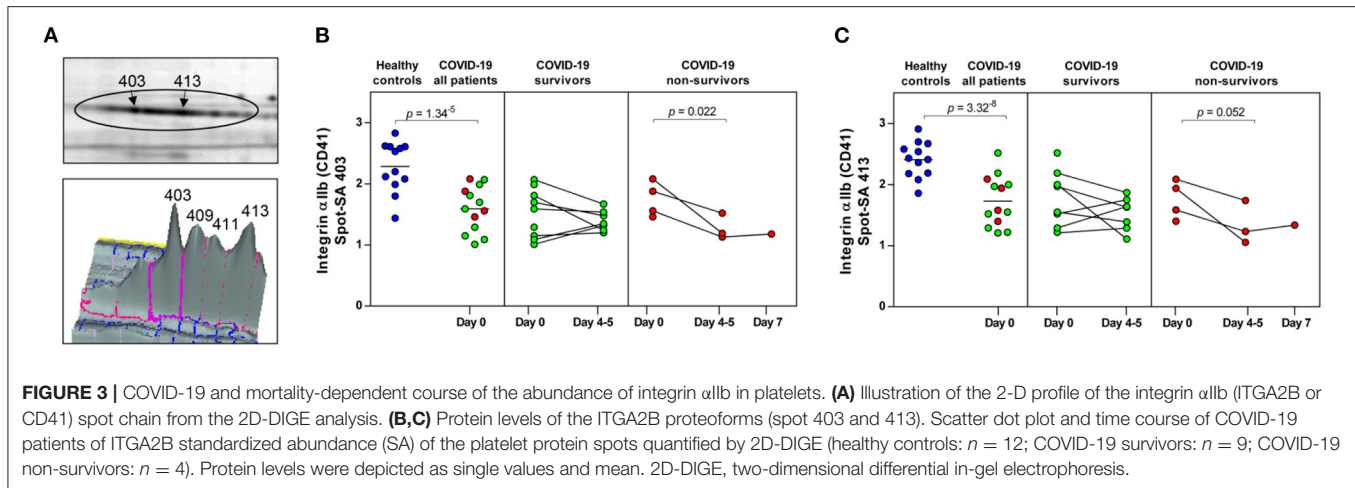 A
403 413
403
409
411
413
B
Healthy controls
COVID-19 all patients
COVID-19 survivors
COVID-19 non-survivors
p = 1.34-5
p = 0.022
Integrin αIIb (CD41)
Spot-SA 403
3
2
1
0
Day 0
Day 0 Day 4-5
Day 0 Day 4-5 Day 7
C
Healthy controls
COVID-19 all patients
COVID-19 survivors
COVID-19 non-survivors
p = 3.32-8
p = 0.052
Integrin αIIb (CD41)
Spot-SA 413
3
2
1
0
Day 0
Day 0 Day 4-5
Day 0 Day 4-5 Day 7
FIGURE 3 | COVID-19 and mortality-dependent course of the abundance of integrin αIIb in platelets. (A) Illustration of the 2-D profile of the integrin αIIb (ITGA2B or
CD41) spot chain from the 2D-DIGE analysis. (B,C) Protein levels of the ITGA2B proteoforms (spot 403 and 413). Scatter dot plot and time course of COVID-19
patients of ITGA2B standardized abundance (SA) of the platelet protein spots quantified by 2D-DIGE (healthy controls: n = 12; COVID-19 survivors: n = 9; COVID-19
non-survivors: n = 4). Protein levels were depicted as single values and mean. 2D-DIGE, two-dimensional differential in-gel electrophoresis.